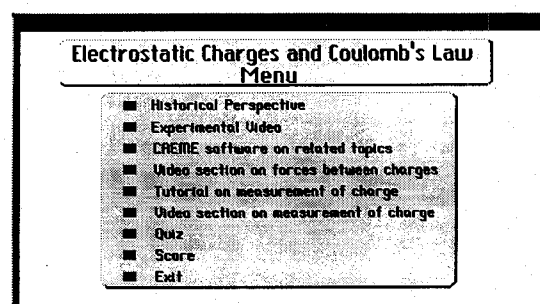 Electrostatic Charges and Coulomb's Law
Menu
Historical Perspective
Experimental Video
CAEME software on related topics
Video section on forces between charges
Tutorial on measurement of charge
Video section on measurement of charge
Quiz
Score
Exit